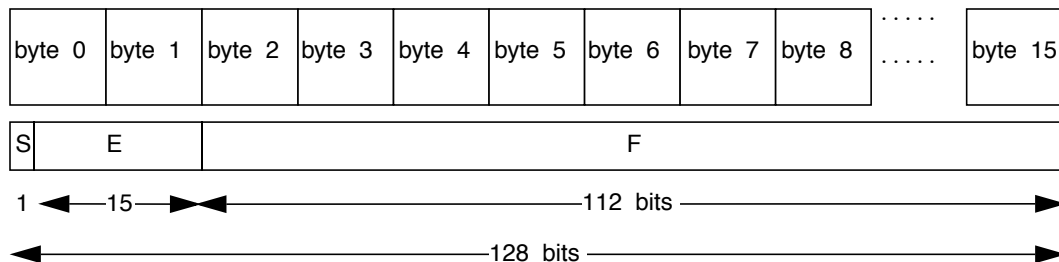 . . . . .
byte 0 byte 1 byte 2 byte 3 byte 4 byte 5 byte 6 byte 7 byte 8 . . . . . byte 15
S E F
1 15 112 bits
128 bits